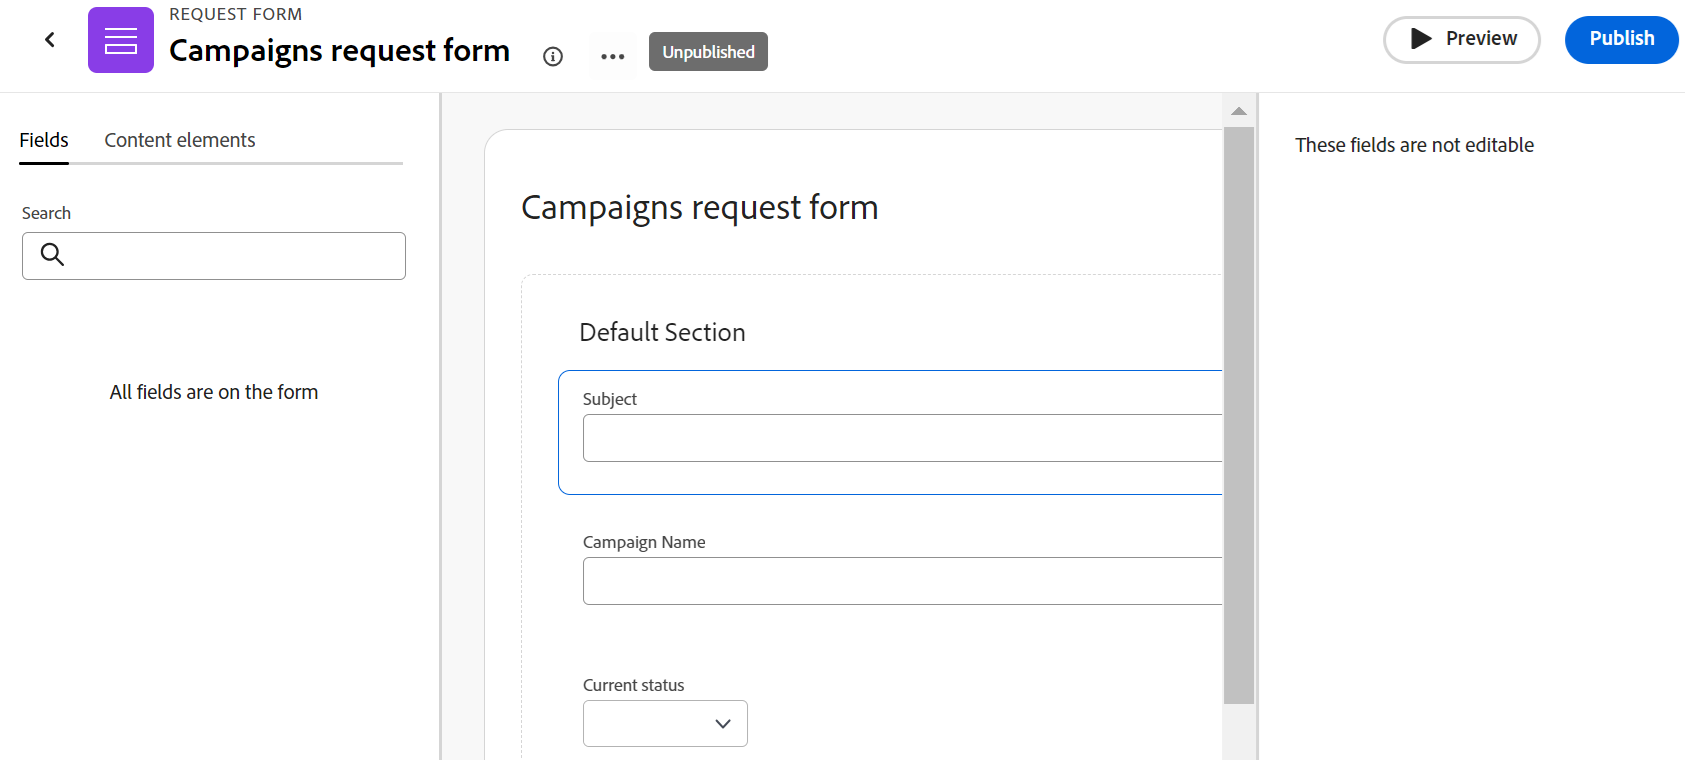 REQUEST FORM
Campaigns request form
Unpublished
Preview
Publish
Fields
Content elements
Search
All fields are on the form
Campaigns request form
Default Section
Subject
Campaign Name
Current status
These fields are not editable